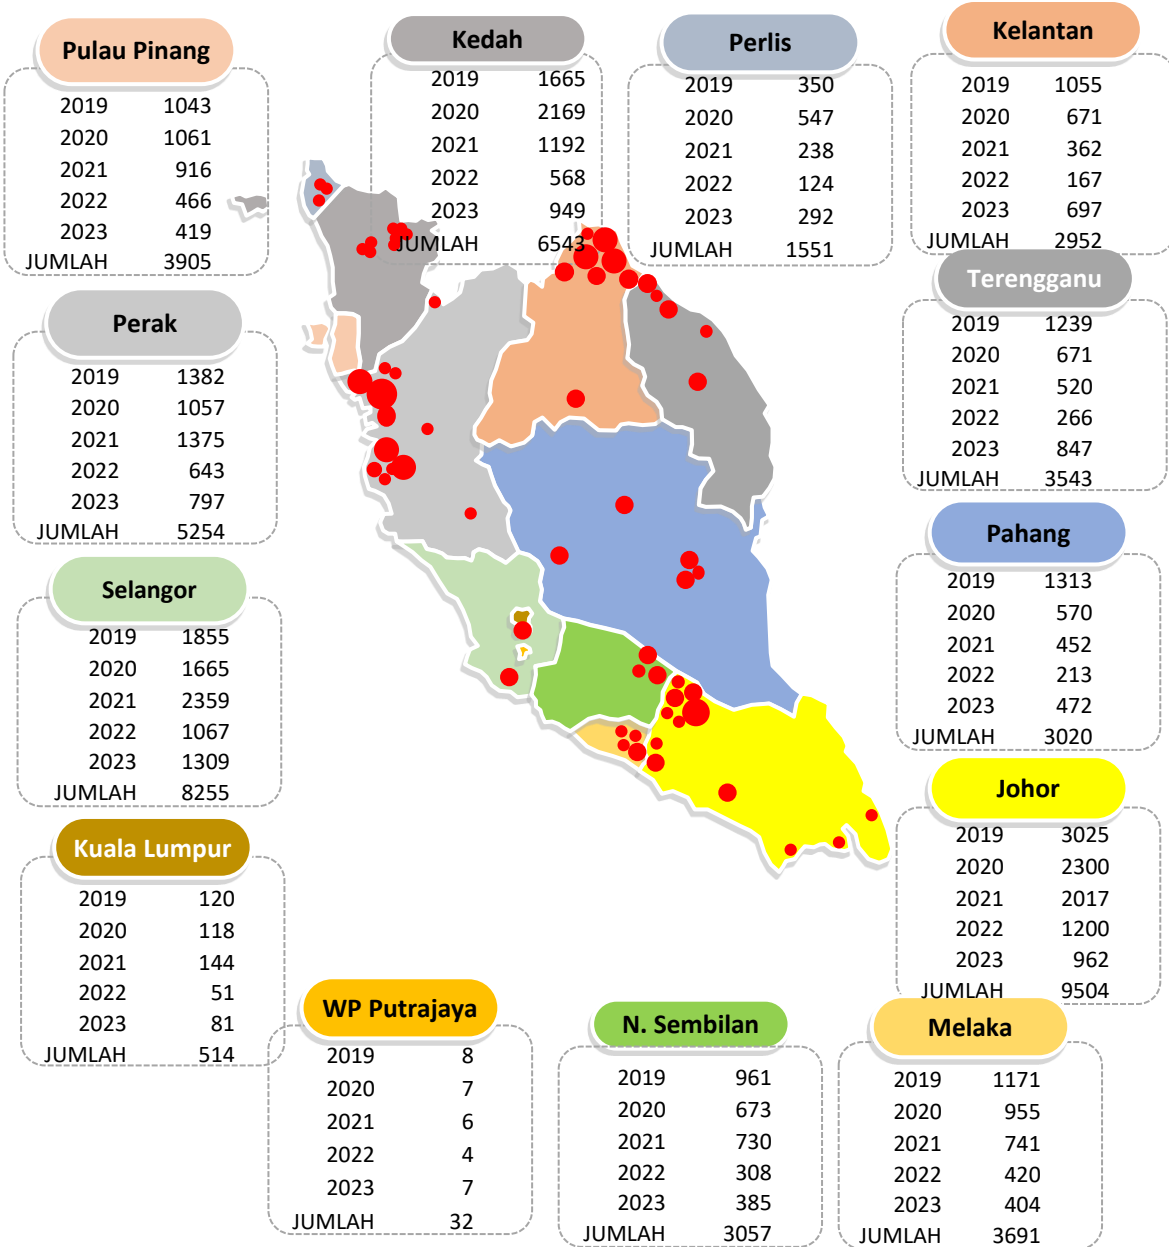 Pulau Pinang
2019 1043
2020 1061
2021 916
2022 466
2023 419
JUMLAH 3905
Kedah
2019 1665
2020 2169
2021 1192
2022 568
2023 949
JUMLAH 6543
Perlis
2019 350
2020 547
2021 238
2022 124
2023 292
JUMLAH 1551
Kelantan
2019 1055
2020 671
2021 362
2022 167
2023 697
JUMLAH 2952
Perak
2019 1382
2020 1057
2021 1375
2022 643
2023 797
JUMLAH 5254
Terengganu
2019 1239
2020 671
2021 520
2022 266
2023 847
JUMLAH 3543
Selangor
2019 1855
2020 1665
2021 2359
2022 1067
2023 1309
JUMLAH 8255
Pahang
2019 1313
2020 570
2021 452
2022 213
2023 472
JUMLAH 3020
Kuala Lumpur
2019 120
2020 118
2021 144
2022 51
2023 81
JUMLAH 514
Johor
2019 3025
2020 2300
2021 2017
2022 1200
2023 962
JUMLAH 9504
WP Putrajaya
2019 8
2020 7
2021 6
2022 4
2023 7
JUMLAH 32
N. Sembilan
2019 961
2020 673
2021 730
2022 308
2023 385
JUMLAH 3057
Melaka
2019 1171
2020 955
2021 741
2022 420
2023 404
JUMLAH 3691